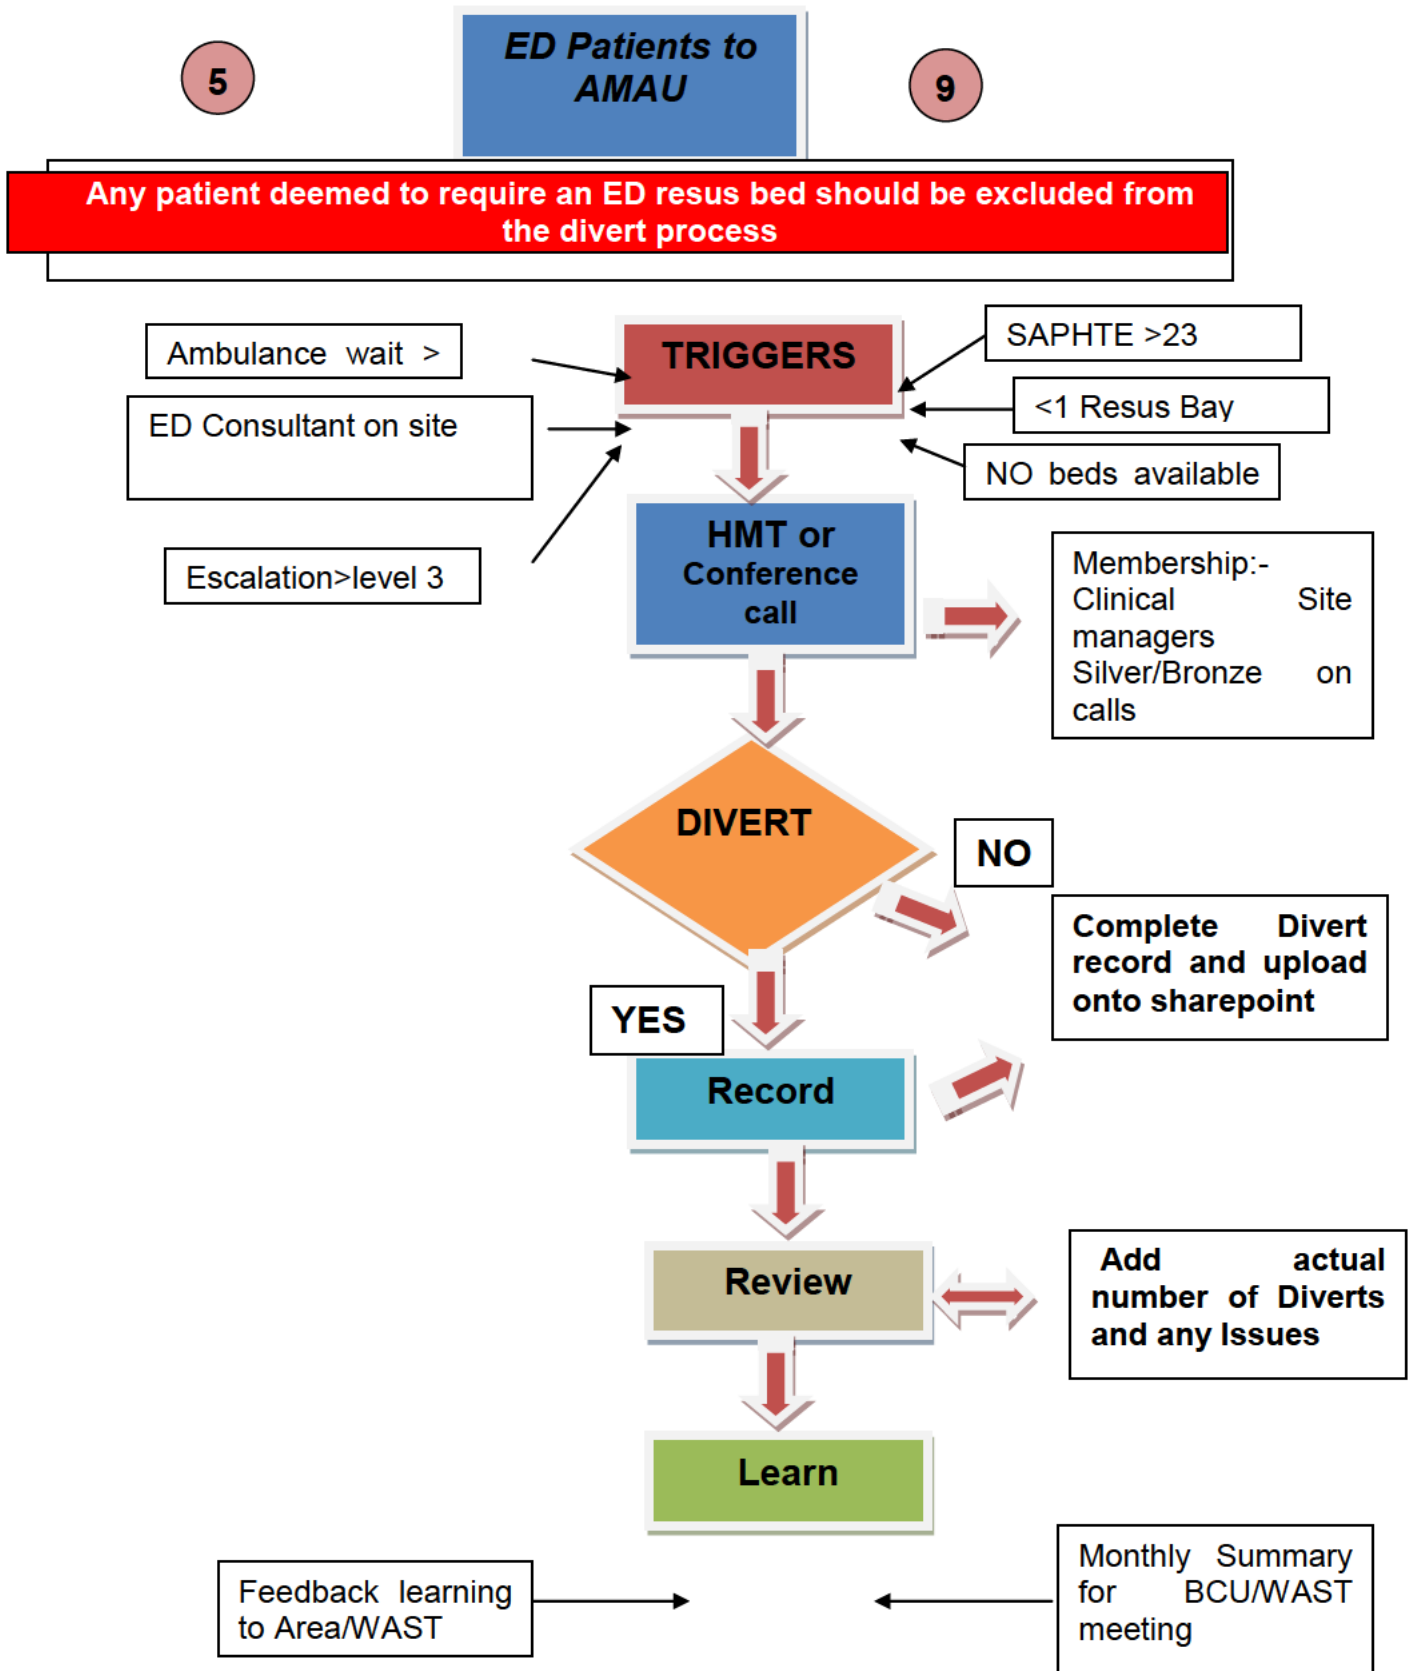 5
ED Patients to
AMAU
9
Any patient deemed to require an ED resus bed should be excluded from
the divert process
Ambulance wait >
ED Consultant on site
Escalation>level 3
TRIGGERS
SAPHTE >23
<1 Resus Bay
NO beds available
HMT or
Conference
call
Membership:-
Clinical Site
managers
Silver/Bronze on
calls
DIVERT
NO
Complete Divert
record and upload
onto sharepoint
YES
Record
Review
Add actual
number of Diverts
and any Issues
Learn
Feedback learning
to Area/WAST
Monthly Summary
for BCU/WAST
meeting